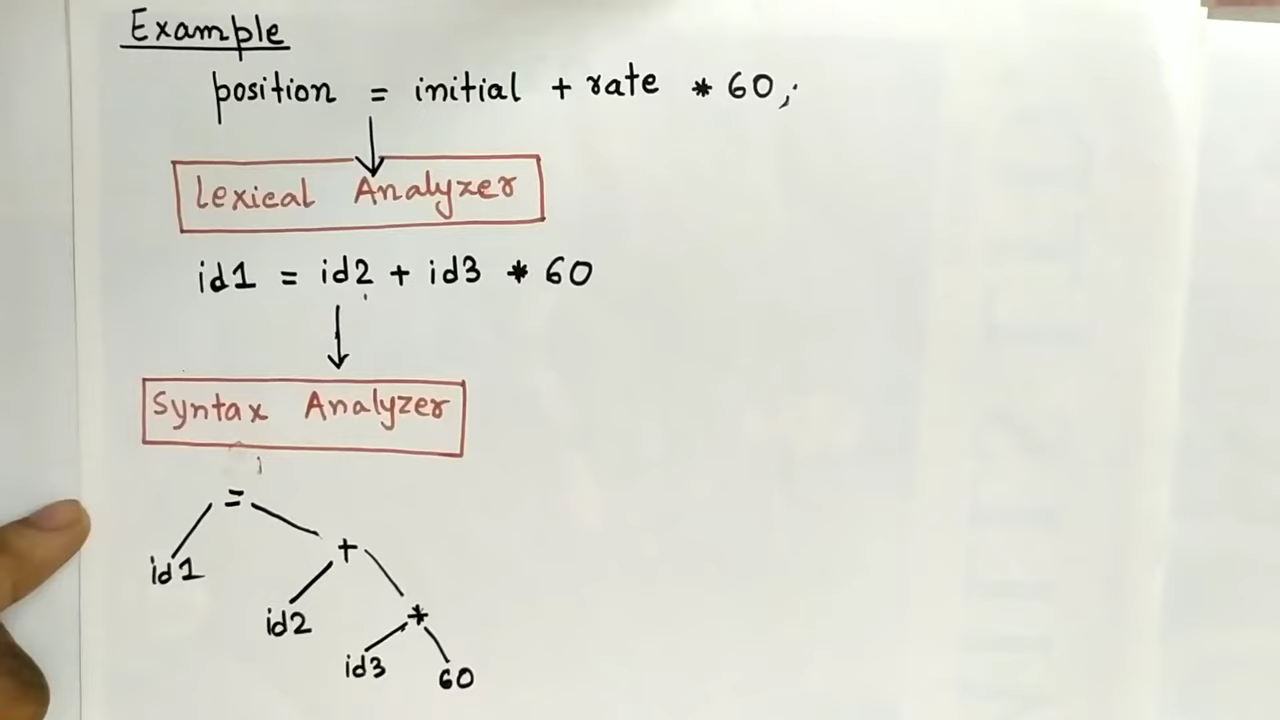 Example
position = initial + rate * 60;
Lexical Analyzer
id1 = id2 + id3 * 60
Syntax Analyzer
=
id1 +
id2 *
id3 60